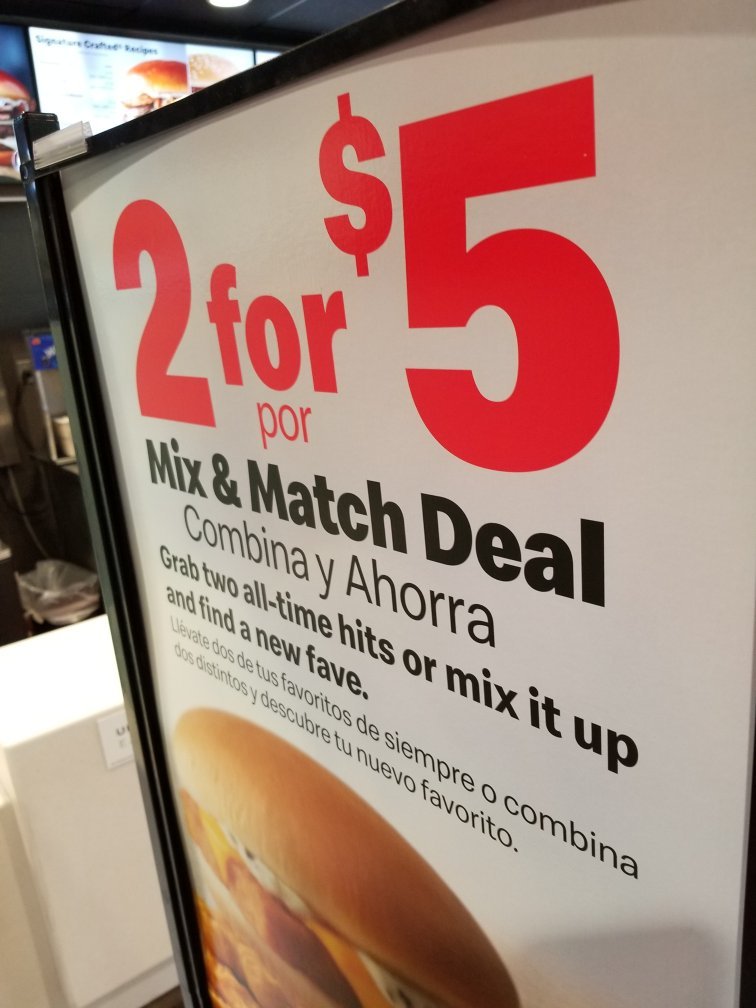 Signature Crafted® Recipes
2 for $5
por
Mix & Match Deal
Combina y Ahorra
Grab two all-time hits or mix it up
and find a new fave.
Llévate dos de tus favoritos de siempre o combina
dos distintos y descubre tu nuevo favorito.